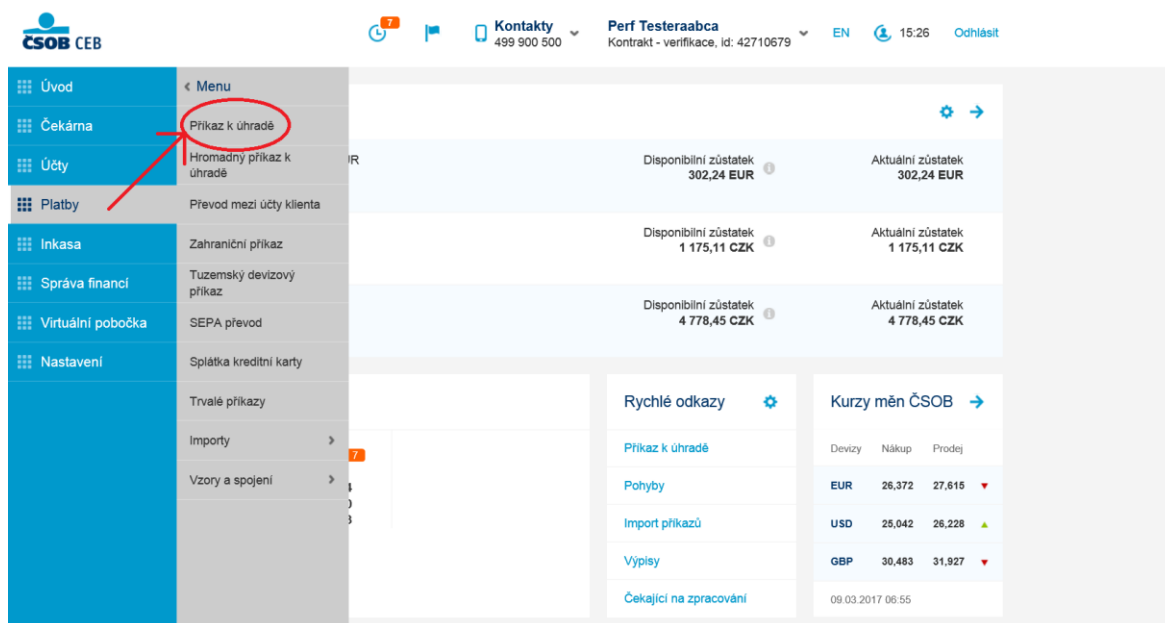 7
Kontakty
Perf Testeraabca
ČSOB CEB
499 900 500
Kontrakt - verifikace, id: 42710679
EN
15:26
Odhlásit
Úvod
Čekárna
Účty
Platby
Inkasa
Správa financí
Virtuální pobočka
Nastavení
Menu
Příkaz k úhradě
Hromadný příkaz k
úhradě
Převod mezi účty klienta
Zahraniční příkaz
Tuzemský devizový
příkaz
SEPA převod
Splátka kreditní karty
Trvalé příkazy
Importy
Vzory a spojení
Disponibilní zůstatek
302,24 EUR
Aktuální zůstatek
302,24 EUR
Disponibilní zůstatek
1 175,11 CZK
Aktuální zůstatek
1 175,11 CZK
Disponibilní zůstatek
4 778,45 CZK
Aktuální zůstatek
4 778,45 CZK
7
Rychlé odkazy
Příkaz k úhradě
Pohyby
Import příkazů
Výpisy
Čekající na zpracování
Kurzy měn ČSOB
Devizy Nákup Prodej
EUR 26,372 27,615
USD 25,042 26,228
GBP 30,483 31,927
09.03.2017 06:55